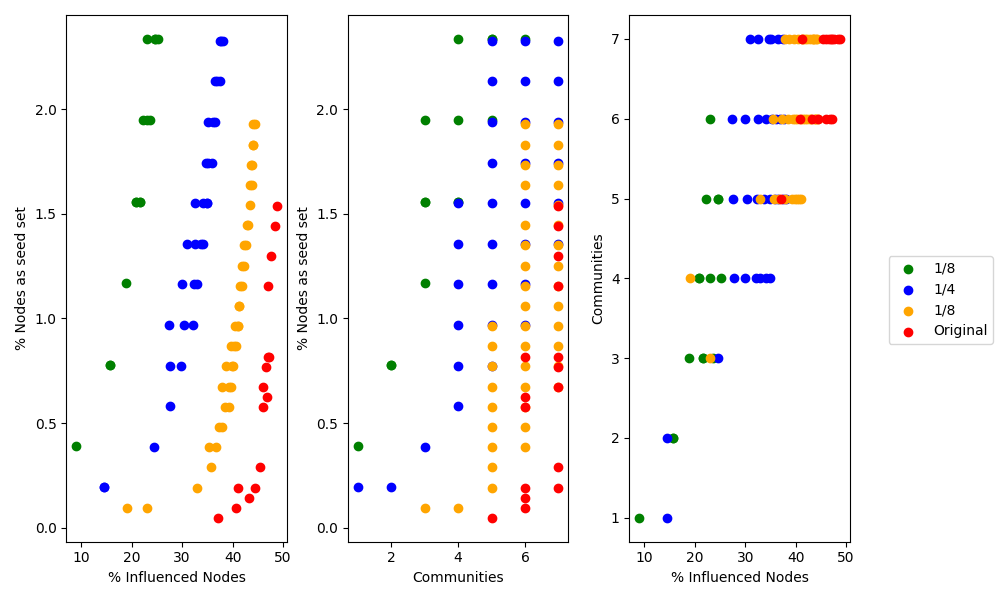 2.0
1.5
1.0
0.5
0.0
% Nodes as seed set
10 20 30 40 50
% Influenced Nodes
2.0
1.5
1.0
0.5
0.0
% Nodes as seed set
2 4 6
Communities
7
6
5
4
3
2
1
Communities
10 20 30 40 50
% Influenced Nodes
1/8
1/4
1/8
Original